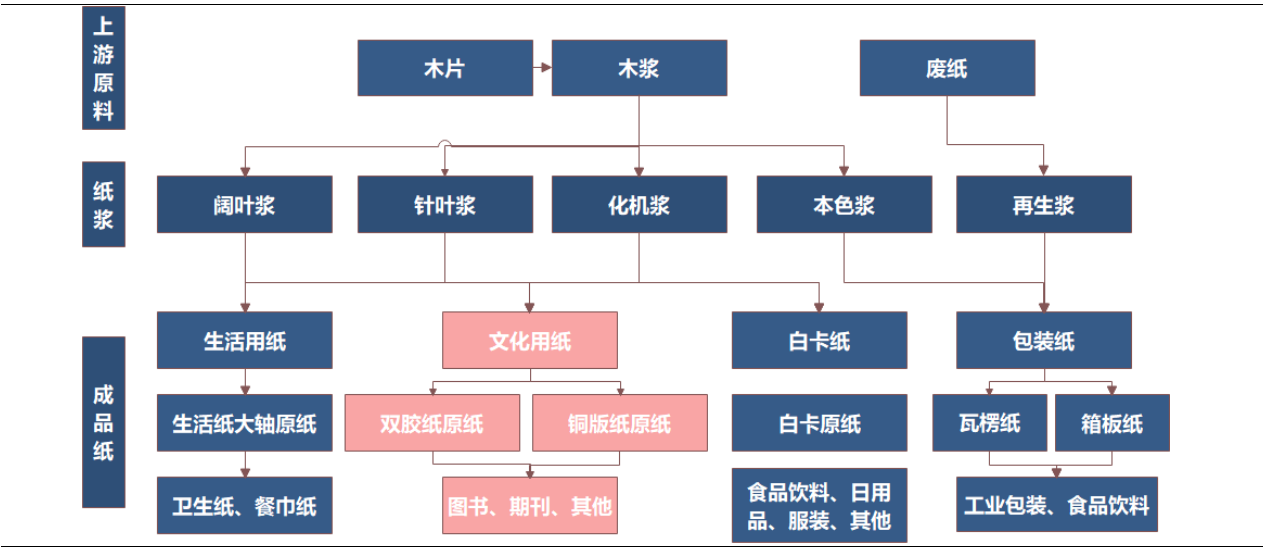 上游原料
木片
木浆
废纸
纸浆
阔叶浆
针叶浆
化机浆
本色浆
再生浆
成品纸
生活用纸
文化用纸
白卡纸
包装纸
生活纸大轴原纸
双胶纸原纸
铜版纸原纸
白卡原纸
瓦楞纸
箱板纸
卫生纸、餐巾纸
图书、期刊、其他
食品饮料、日用
品、服装、其他
工业包装、食品饮料